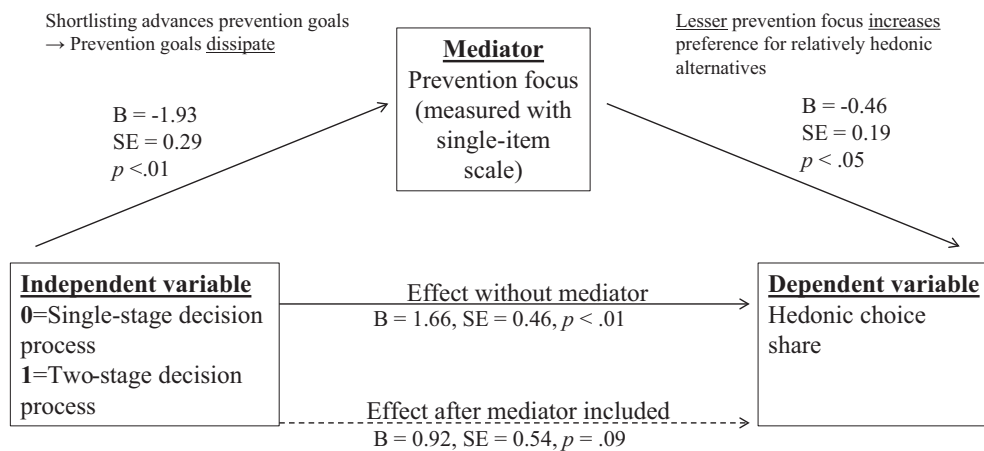 Shortlisting advances prevention goals
→ Prevention goals dissipate
B = -1.93
SE = 0.29
p <.01
Mediator
Prevention focus
(measured with
single-item
scale)
Lesser prevention focus increases
preference for relatively hedonic
alternatives
B = -0.46
SE = 0.19
p < .05
Independent variable
0=Single-stage decision
process
1=Two-stage decision
process
Effect without mediator
B = 1.66, SE = 0.46, p < .01
Effect after mediator included
B = 0.92, SE = 0.54, p = .09
Dependent variable
Hedonic choice
share